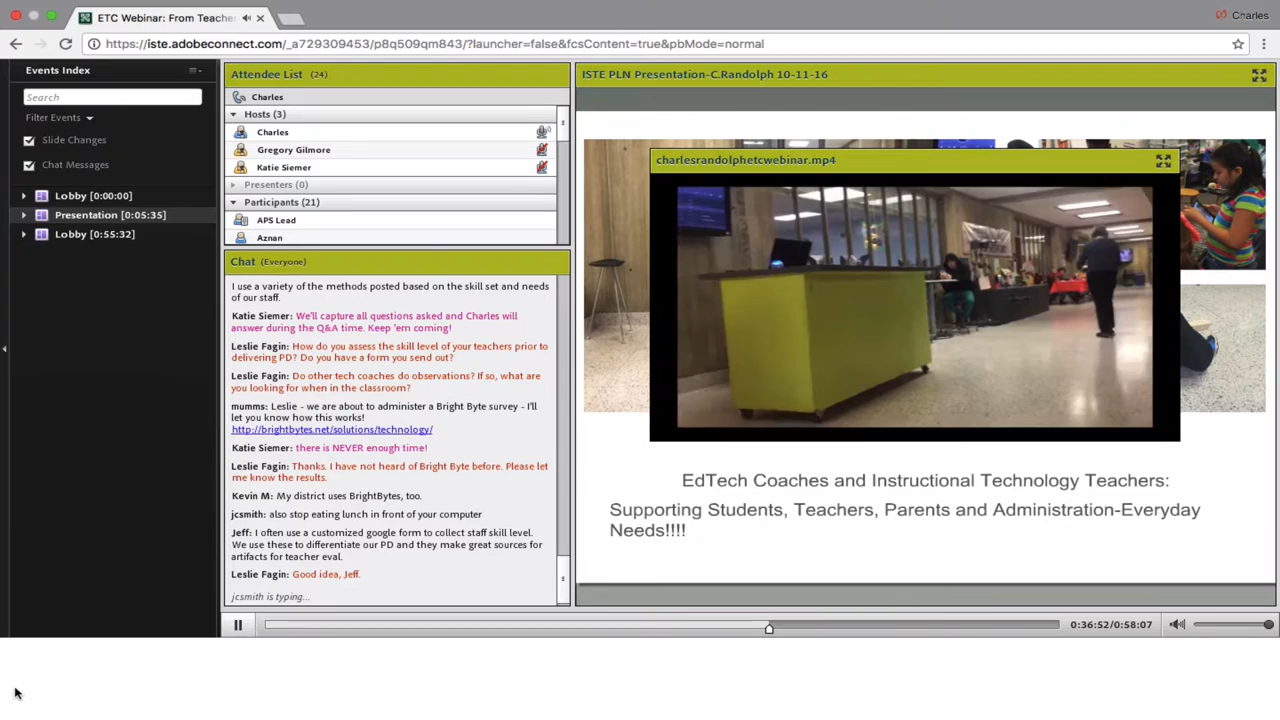 ETC Webinar: From Teacher
Charles
https://iste.adobeconnect.com/_a729309453/p8q509qm843/?launcher=false&fcsContent=true&pbMode=normal
Events Index
Search
Filter Events
Slide Changes
Chat Messages
Lobby [0:00:00]
Presentation [0:05:35]
Lobby [0:55:32]
Attendee List (24)
Charles
Hosts (3)
Charles
Gregory Gilmore
Katie Siemer
Presenters (0)
Participants (21)
APS Lead
Aznan
Chat (Everyone)
I use a variety of the methods posted based on the skill set and needs
of our staff.
Katie Siemer: We'll capture all questions asked and Charles will
answer during the Q&A time. Keep 'em coming!
Leslie Fagin: How do you assess the skill level of your teachers prior to
delivering PD? Do you have a form you send out?
Leslie Fagin: Do other tech coaches do observations? If so, what are
you looking for when in the classroom?
mumms: Leslie - we are about to administer a Bright Byte survey - I'll
let you know how this works!
http://brightbytes.net/solutions/technology/
Katie Siemer: there is NEVER enough time!
Leslie Fagin: Thanks. I have not heard of Bright Byte before. Please let
me know the results.
Kevin M: My district uses BrightBytes, too.
jcsmith: also stop eating lunch in front of your computer
Jeff: I often use a customized google form to collect staff skill level.
We use these to differentiate our PD and they make great sources for
artifacts for teacher eval.
Leslie Fagin: Good idea, Jeff.
jcsmith is typing...
ISTE PLN Presentation-C.Randolph 10-11-16
charlesrandolphetcwebinar.mp4
EdTech Coaches and Instructional Technology Teachers:
Supporting Students, Teachers, Parents and Administration-Everyday
Needs!!!!
0:36:52/0:58:07